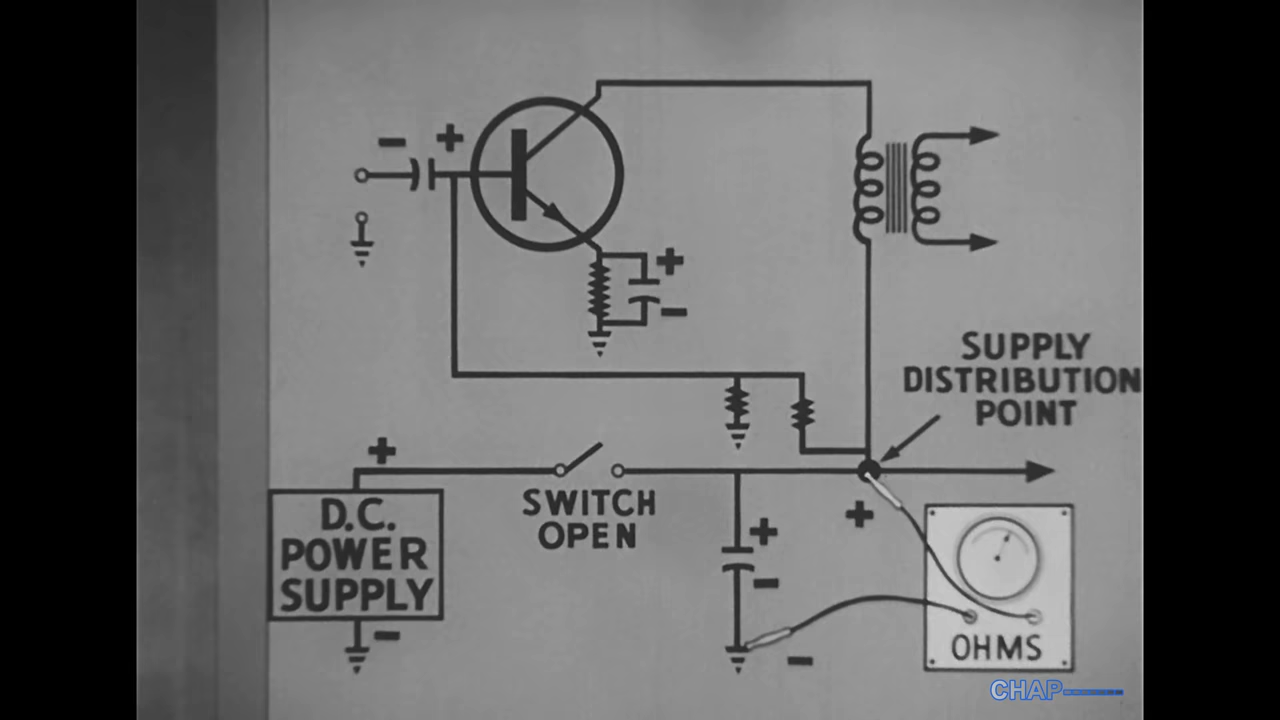 SUPPLY
DISTRIBUTION
POINT
SWITCH
OPEN
D.C.
POWER
SUPPLY
OHMS
CHAP